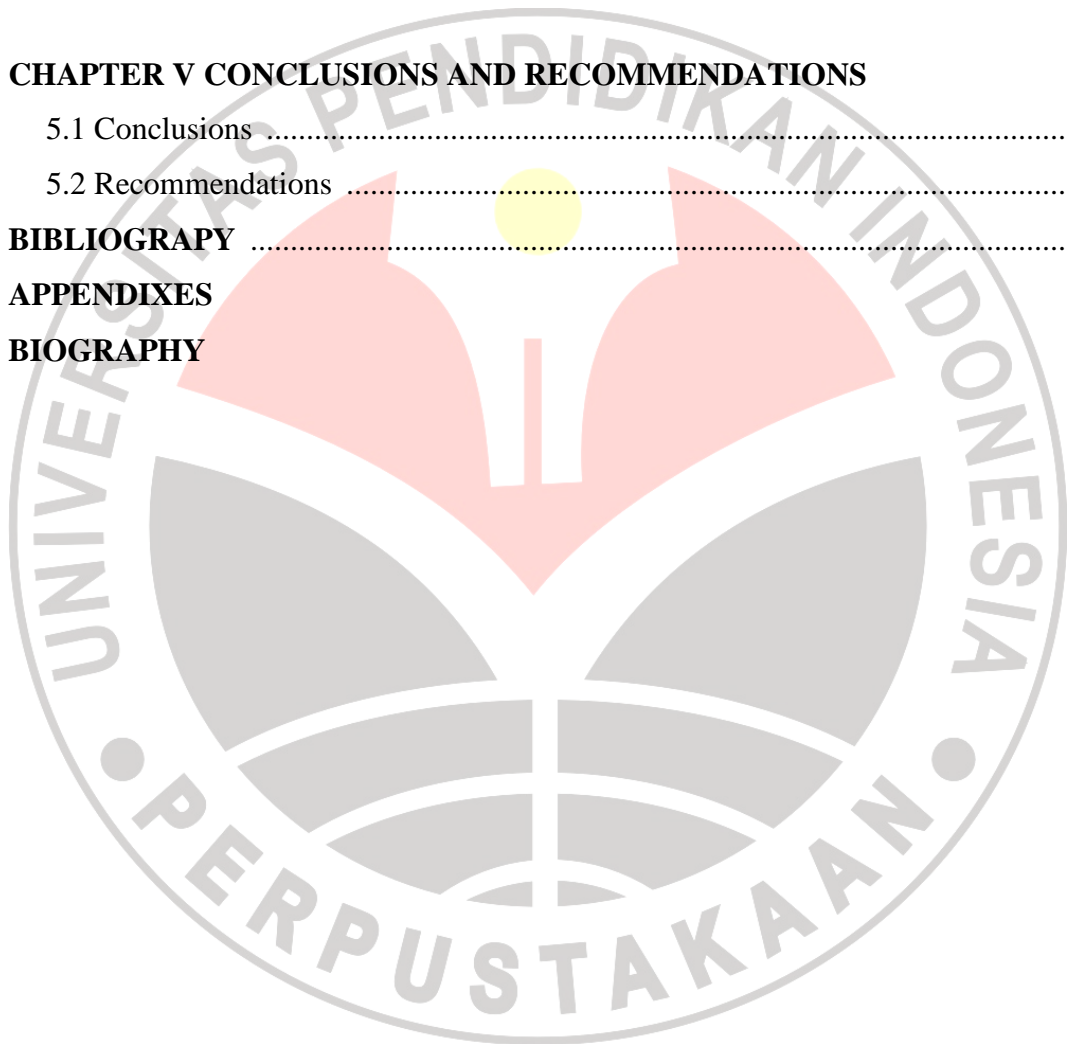 CHAPTER V CONCLUSIONS AND RECOMMENDATIONS
5.1 Conclusions ........................................................................................................
5.2 Recommendations ..............................................................................................
BIBLIOGRAPY ...........................................................................................................
APPENDIXES
BIOGRAPHY
UNIVERSITAS PENDIDIKAN INDONESIA
PERPUSTAKAAN